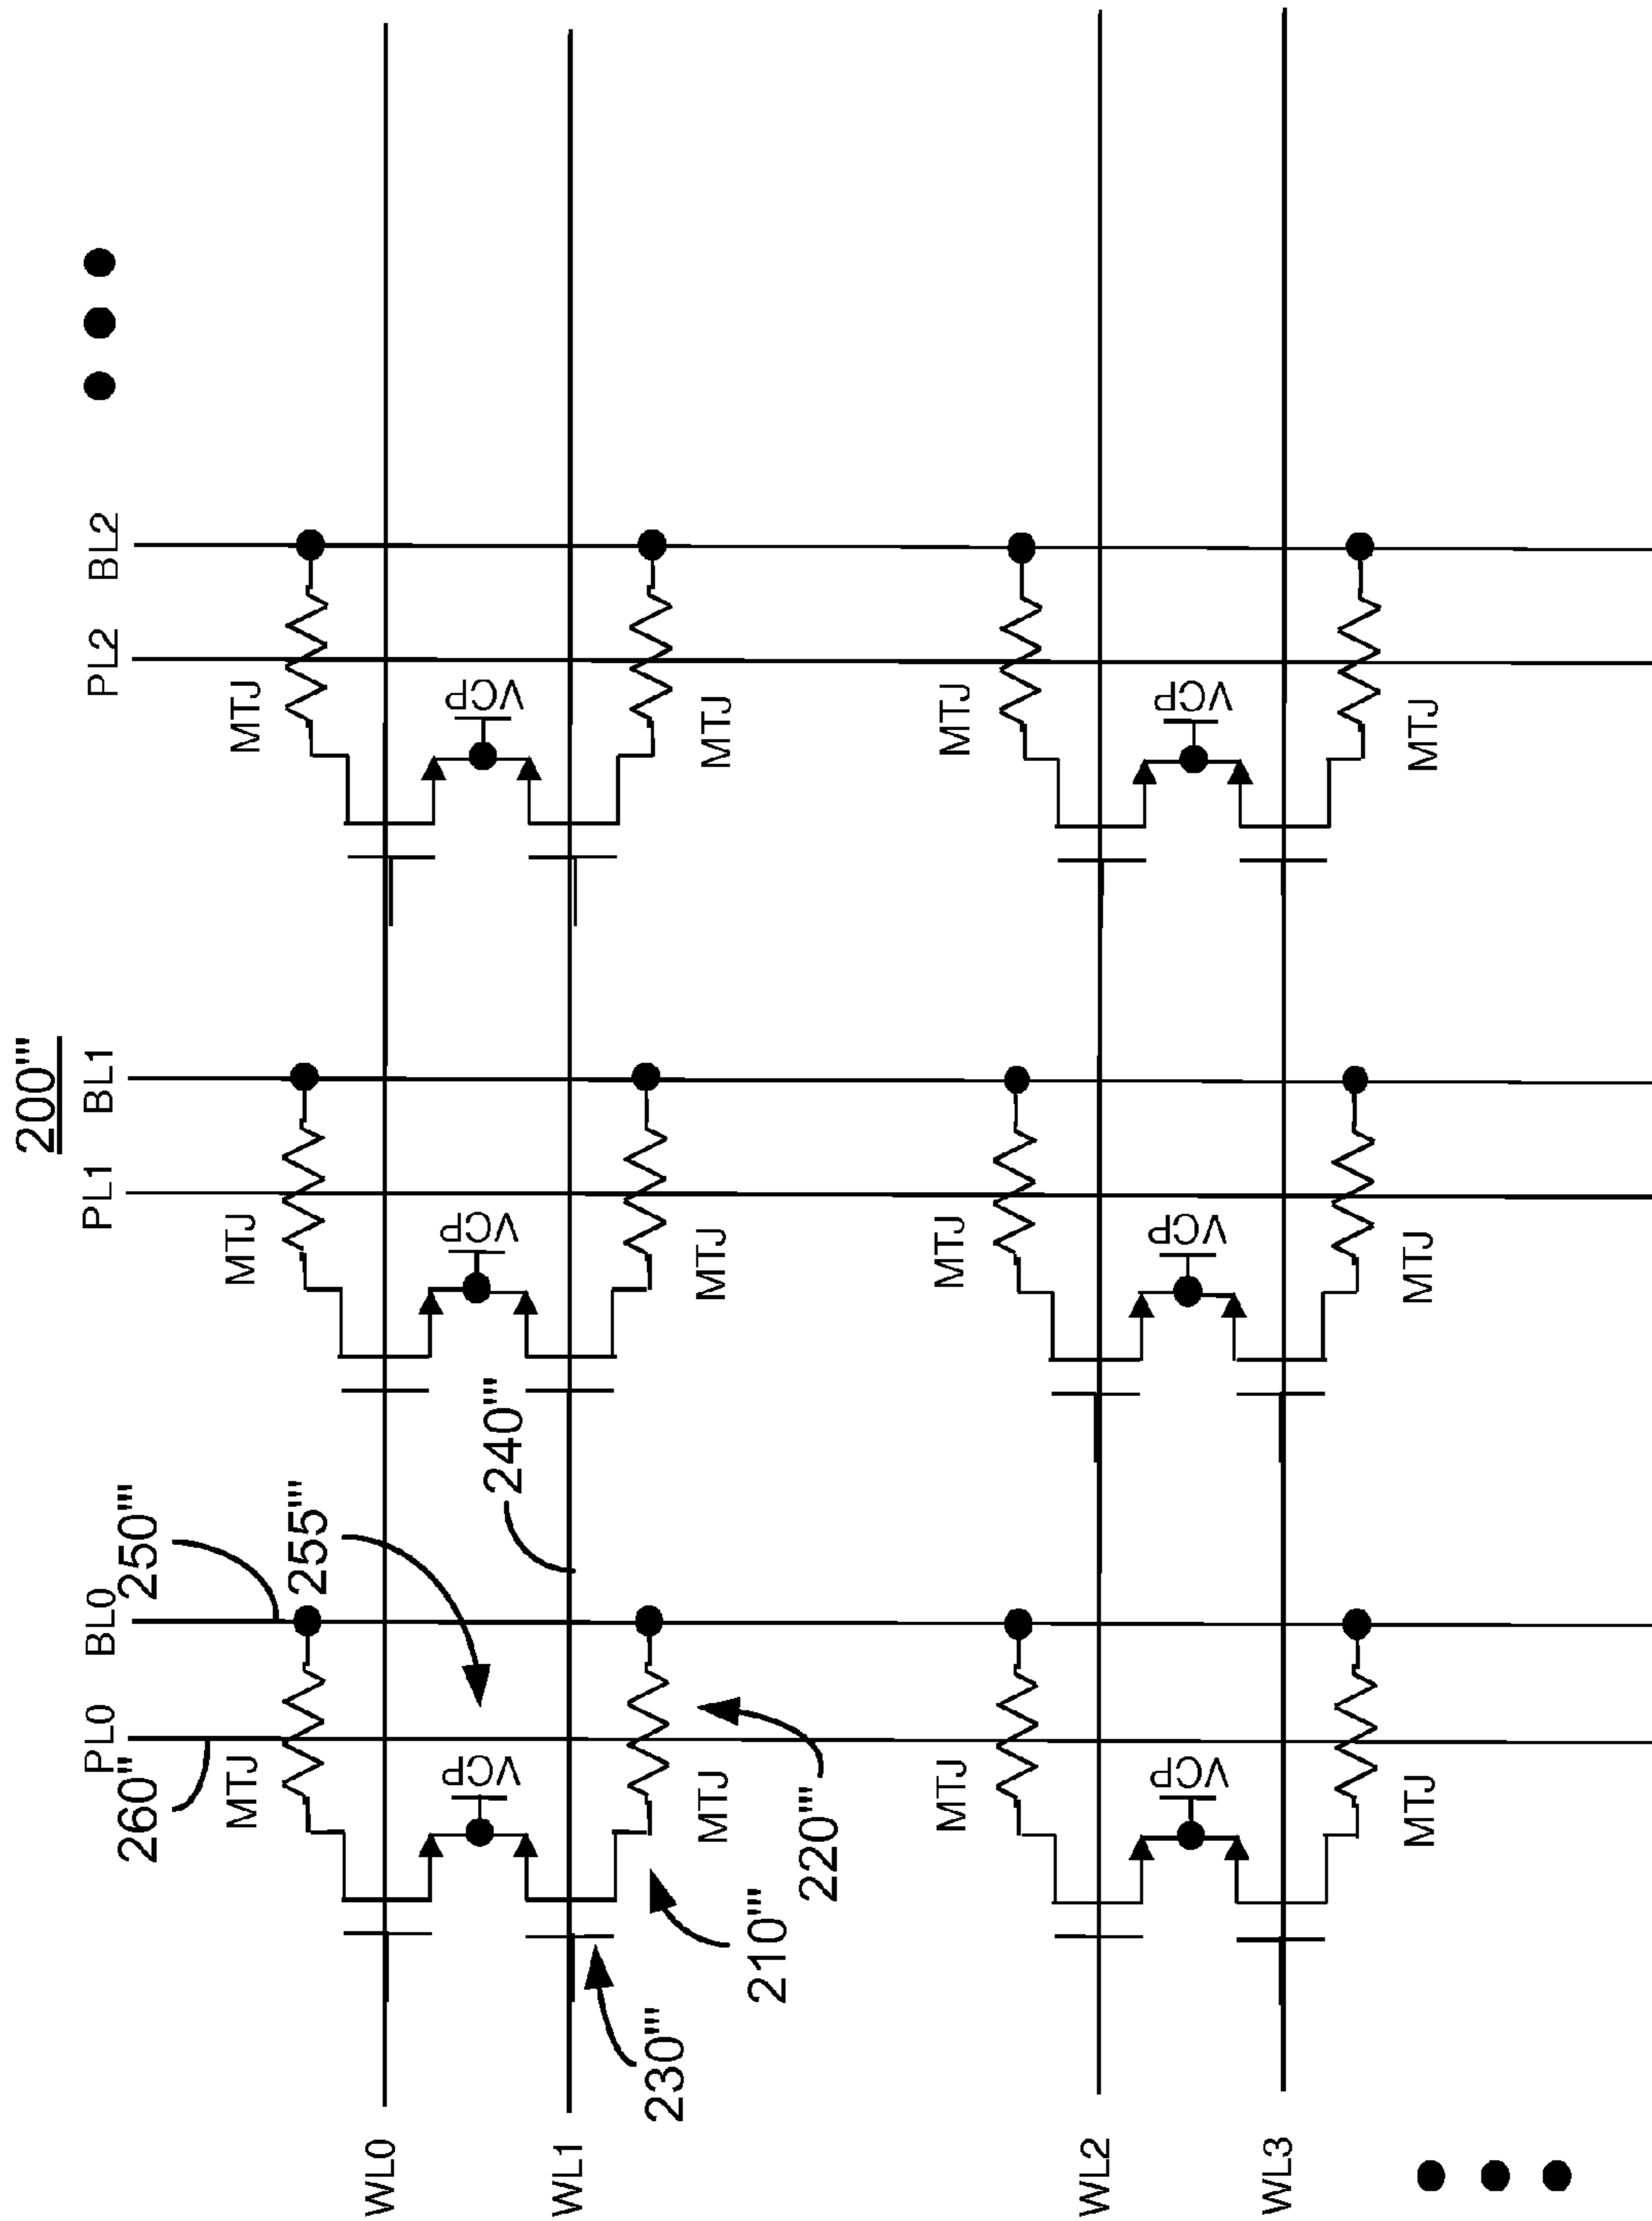 200'''
PL0
BL0
PL1
BL1
PL2
BL2
260''
250'''
MTJ
MTJ
MTJ
255'''
WL0
VCP
VCP
VCP
240'''
WL1
230'''
MTJ
MTJ
MTJ
210'''
220'''
MTJ
MTJ
MTJ
WL2
VCP
VCP
VCP
WL3
MTJ
MTJ
MTJ